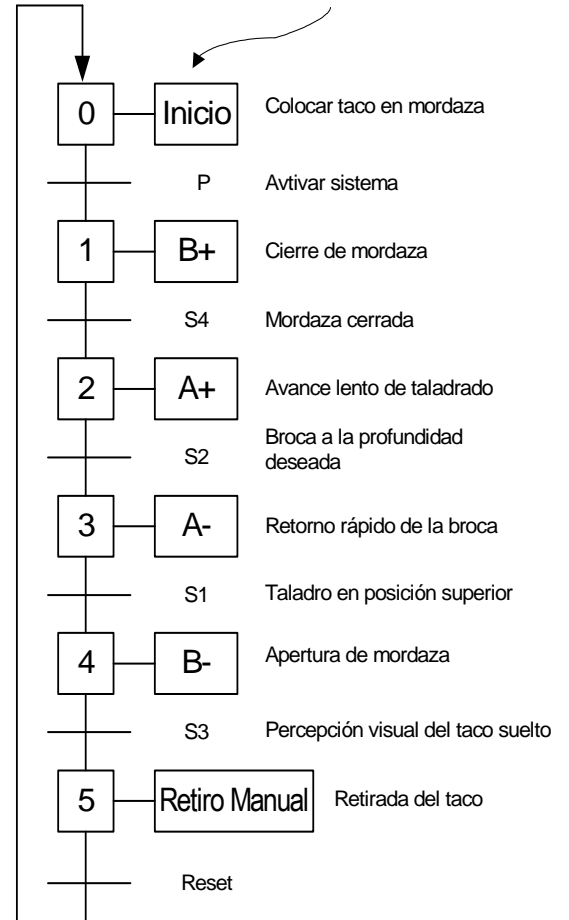 0 Inicio Colocar taco en mordaza
P Avtivar sistema
1 B+ Cierre de mordaza
S4 Mordaza cerrada
2 A+ Avance lento de taladrado
S2 Broca a la profundidad
deseada
3 A- Retorno rápido de la broca
S1 Taladro en posición superior
4 B- Apertura de mordaza
S3 Percepción visual del taco suelto
5 Retiro Manual Retirada del taco
Reset